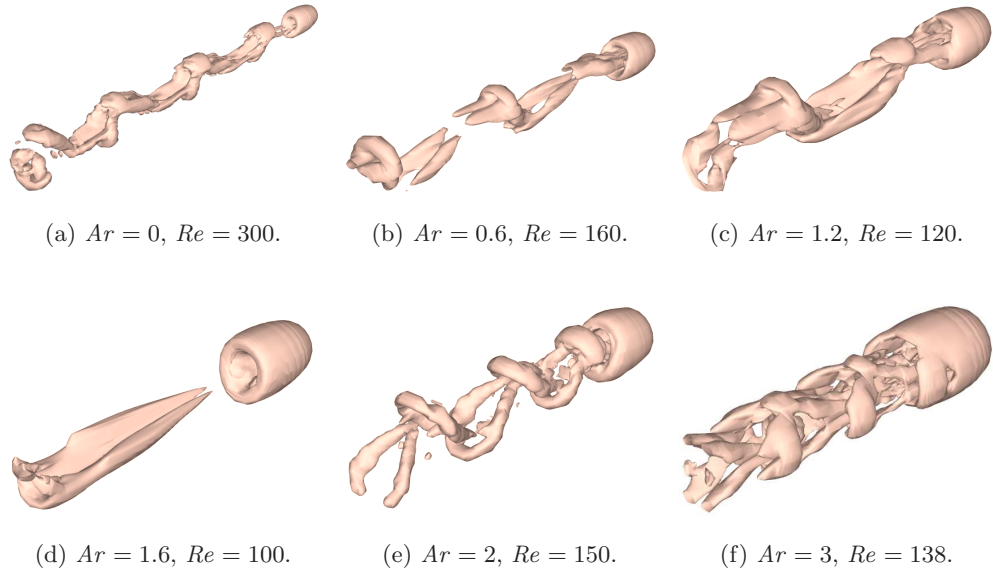 (a) Ar = 0, Re = 300.
(b) Ar = 0.6, Re = 160.
(c) Ar = 1.2, Re = 120.
(d) Ar = 1.6, Re = 100.
(e) Ar = 2, Re = 150.
(f) Ar = 3, Re = 138.